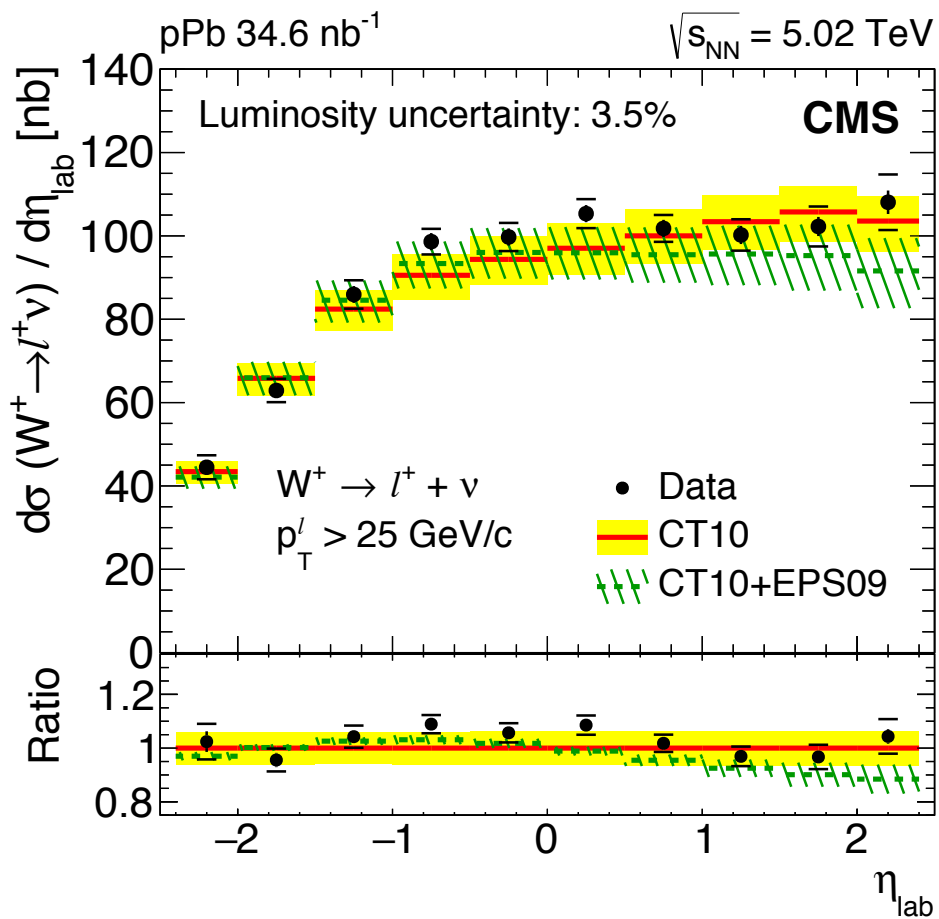 pPb 34.6 nb⁻¹ √s_NN = 5.02 TeV
140
Luminosity uncertainty: 3.5% CMS
120
100
80
60
40
20
0
dσ (W⁺→l⁺ν) / dη_lab [nb]
W⁺ → l⁺ + ν
p_T^l > 25 GeV/c
Data
CT10
CT10+EPS09
Ratio
1.2
1
0.8
−2 −1 0 1 2
η_lab